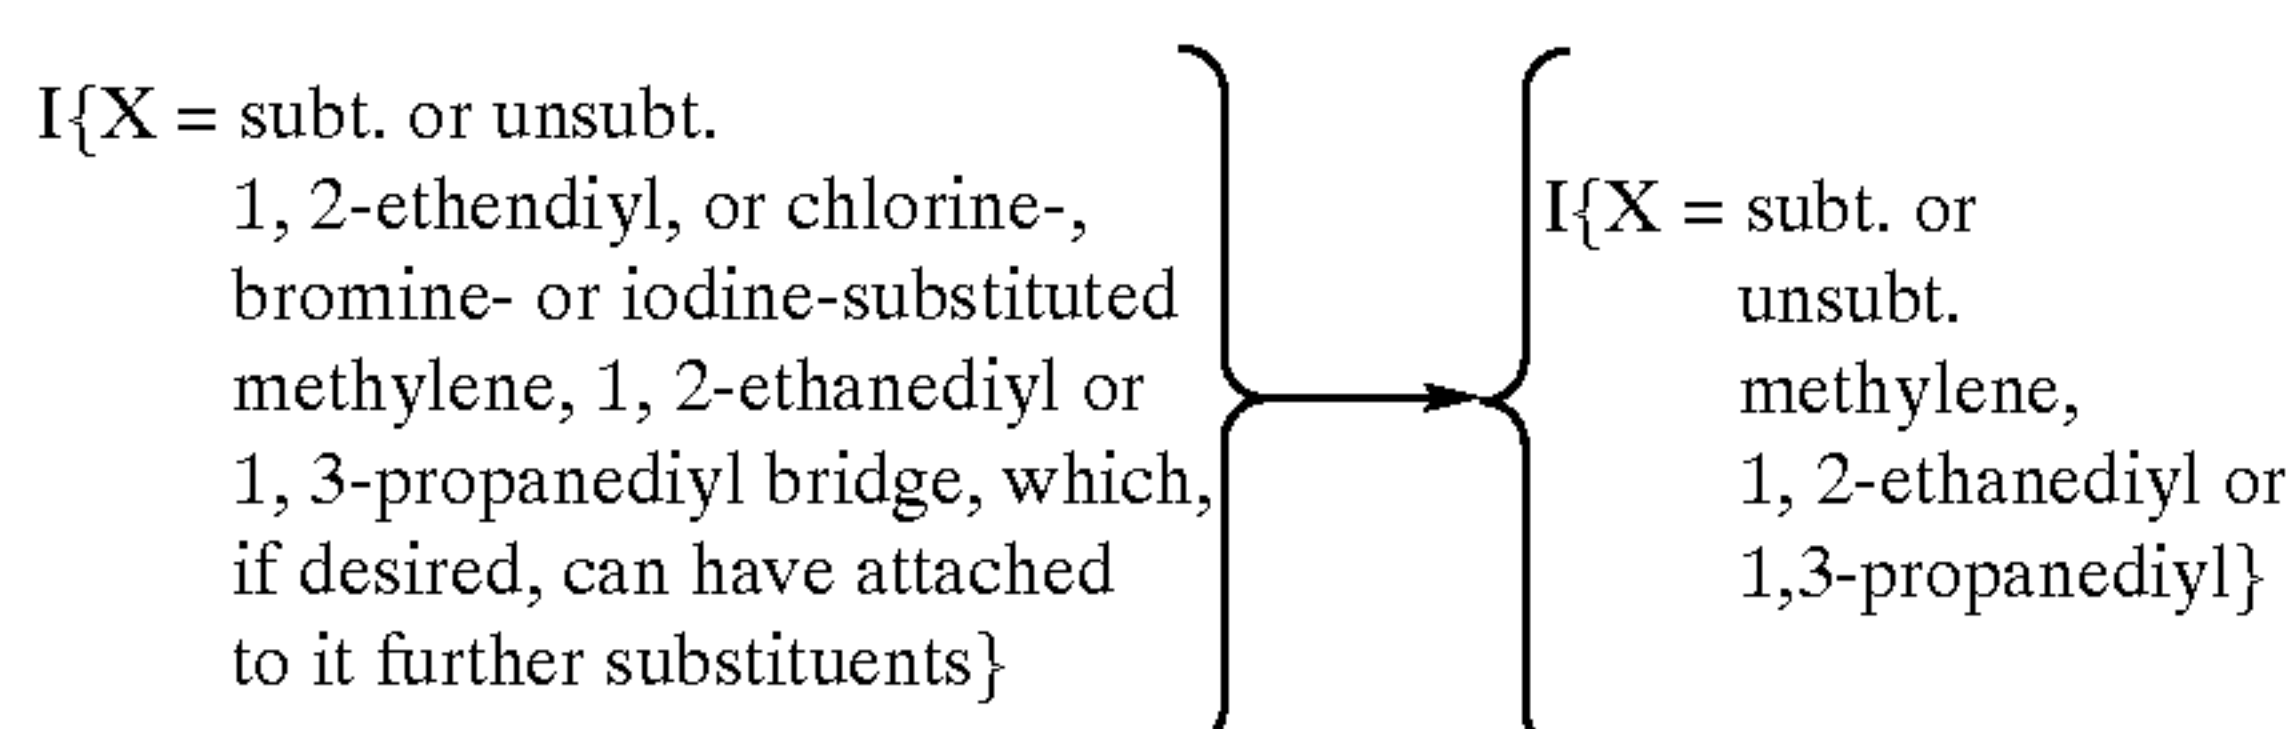 I{X = subt. or unsubt.
1, 2-ethendiyl, or chlorine-,
bromine- or iodine-substituted
methylene, 1, 2-ethanediyl or
1, 3-propanediyl bridge, which,
if desired, can have attached
to it further substituents}
I{X = subt. or
unsubt.
methylene,
1, 2-ethanediyl or
1,3-propanediyl}